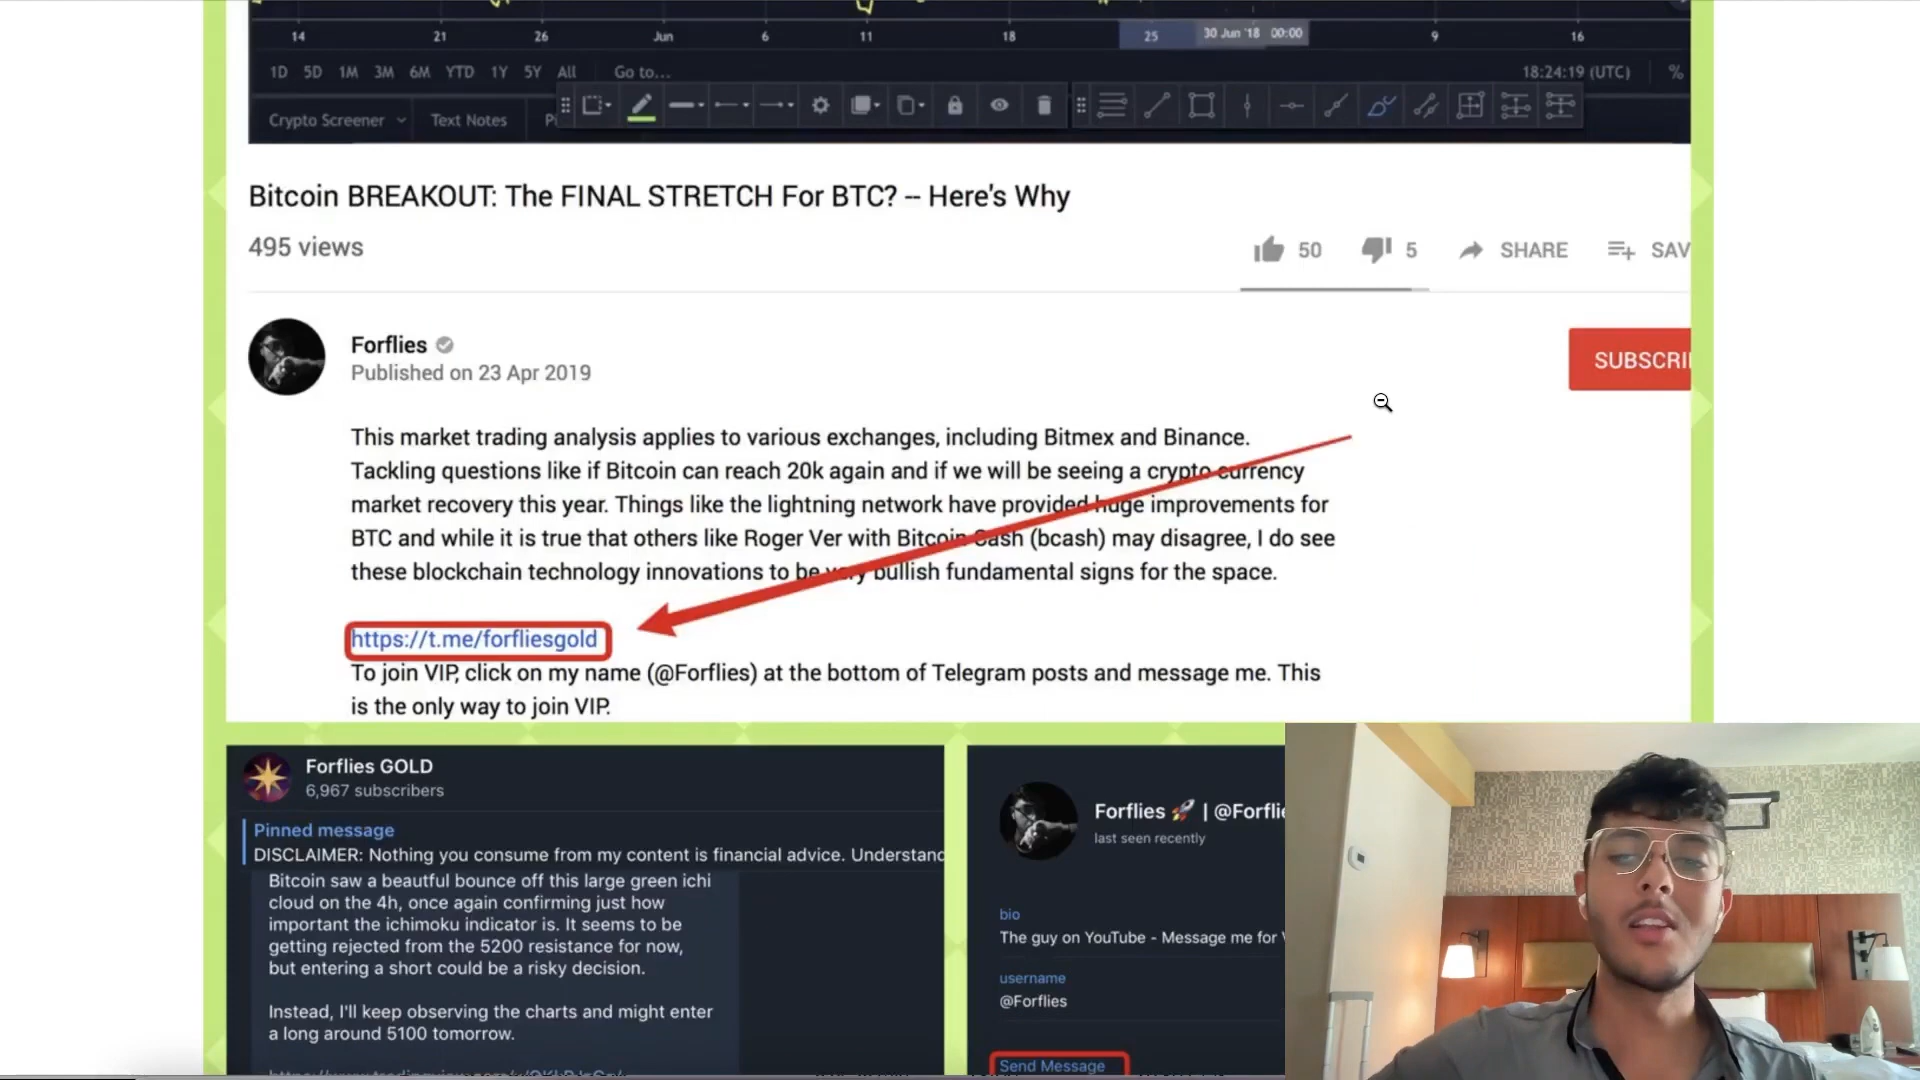 14 21 26 Jun 6 11 18 25 30 Jun '18 00:00 9 16
1D 5D 1M 3M 6M YTD 1Y 5Y All Go to... 18:24:19 (UTC) %
Crypto Screener Text Notes
Bitcoin BREAKOUT: The FINAL STRETCH For BTC? -- Here's Why
495 views
50 5 SHARE SAV
Forflies
Published on 23 Apr 2019
SUBSCRI
This market trading analysis applies to various exchanges, including Bitmex and Binance.
Tackling questions like if Bitcoin can reach 20k again and if we will be seeing a crypto currency
market recovery this year. Things like the lightning network have provided huge improvements for
BTC and while it is true that others like Roger Ver with Bitcoin Cash (bcash) may disagree, I do see
these blockchain technology innovations to be very bullish fundamental signs for the space.
https://t.me/forfliesgold
To join VIP, click on my name (@Forflies) at the bottom of Telegram posts and message me. This
is the only way to join VIP.
Forflies GOLD
6,967 subscribers
Pinned message
DISCLAIMER: Nothing you consume from my content is financial advice. Understand
Bitcoin saw a beautful bounce off this large green ichi
cloud on the 4h, once again confirming just how
important the ichimoku indicator is. It seems to be
getting rejected from the 5200 resistance for now,
but entering a short could be a risky decision.
Instead, I'll keep observing the charts and might enter
a long around 5100 tomorrow.
Forflies 🚀 | @Forflie
last seen recently
bio
The guy on YouTube - Message me for
username
@Forflies
Send Message